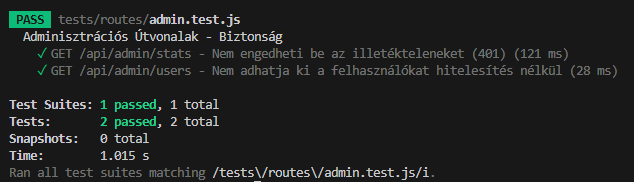 PASS tests/routes/admin.test.js
Adminisztrációs Útvonalak - Biztonság
✓ GET /api/admin/stats - Nem engedheti be az illetékteleneket (401) (121 ms)
✓ GET /api/admin/users - Nem adhatja ki a felhasználókat hitelesítés nélkül (28 ms)
Test Suites: 1 passed, 1 total
Tests: 2 passed, 2 total
Snapshots: 0 total
Time: 1.015 s
Ran all test suites matching /tests\/routes\/admin.test.js/i.